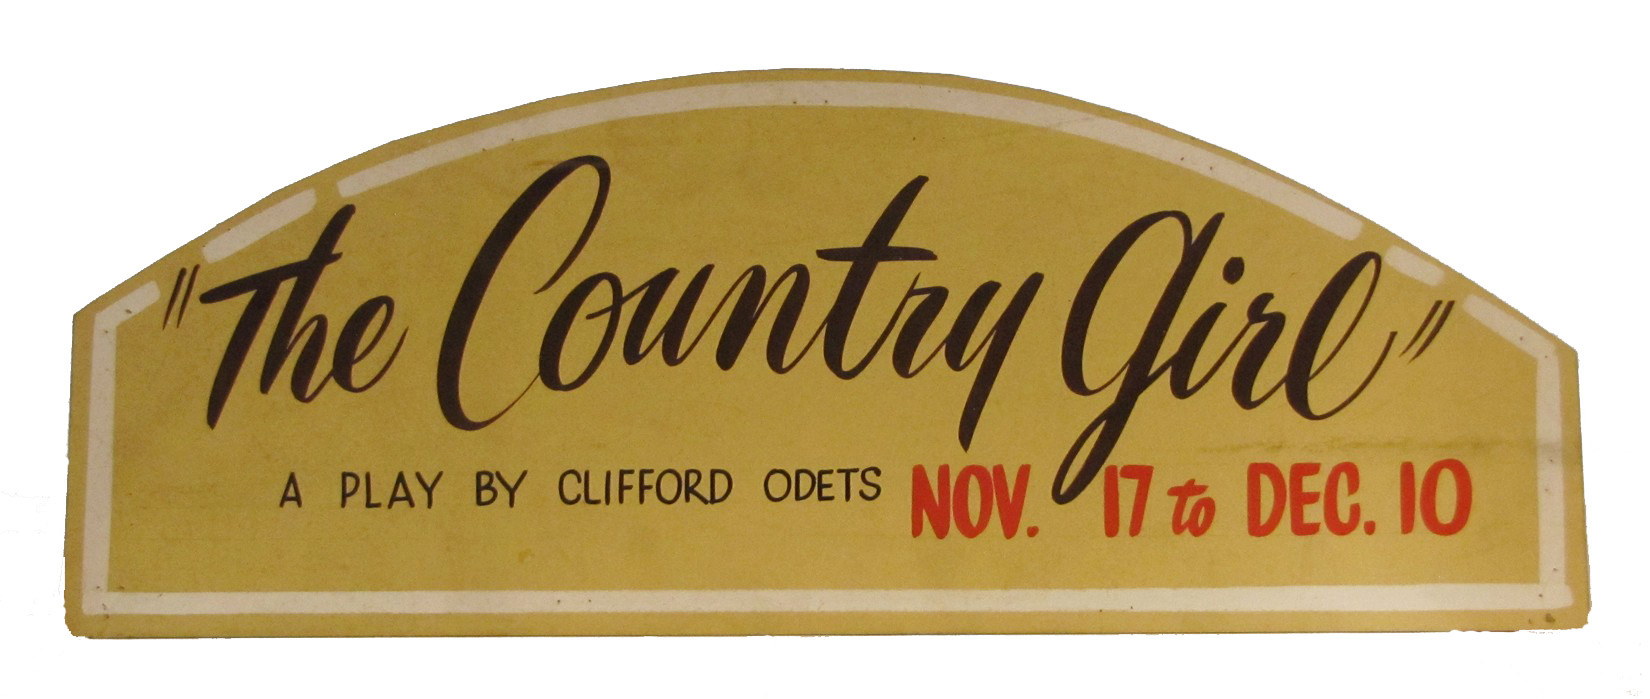 "The Country Girl"
A PLAY BY CLIFFORD ODETS NOV. 17 to DEC. 10